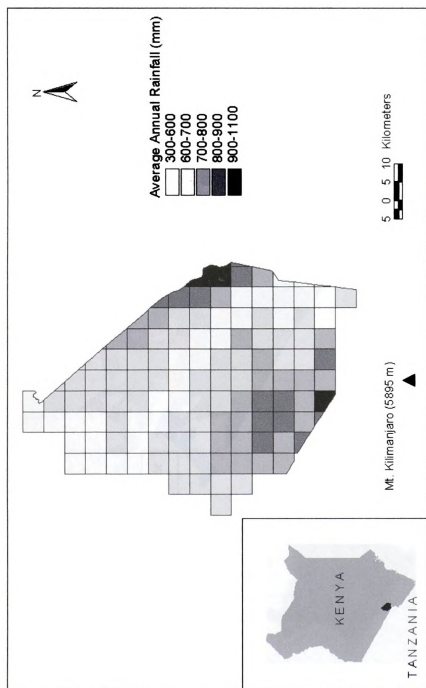 N
Average Annual Rainfall (mm)
300-600
600-700
700-800
800-900
900-1100
5 0 5 10 Kilometers
Mt. Kilimanjaro (5895 m)
KENYA
TANZANIA